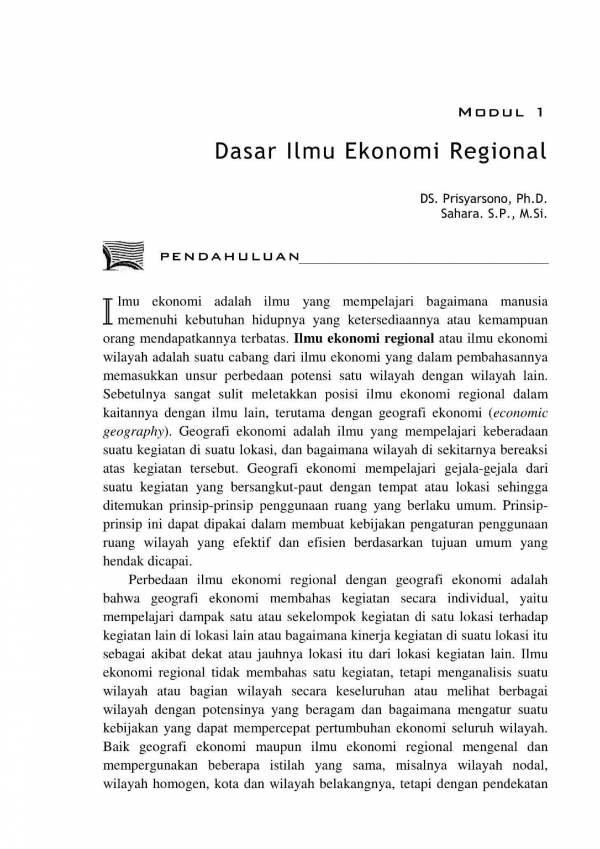 MODUL 1
Dasar Ilmu Ekonomi Regional
DS. Prisyarsono, Ph.D.
Sahara. S.P., M.Si.
PENDAHULUAN
Ilmu ekonomi adalah ilmu yang mempelajari bagaimana manusia
memenuhi kebutuhan hidupnya yang ketersediaannya atau kemampuan
orang mendapatkannya terbatas. Ilmu ekonomi regional atau ilmu ekonomi
wilayah adalah suatu cabang dari ilmu ekonomi yang dalam pembahasannya
memasukkan unsur perbedaan potensi satu wilayah dengan wilayah lain.
Sebetulnya sangat sulit meletakkan posisi ilmu ekonomi regional dalam
kaitannya dengan ilmu lain, terutama dengan geografi ekonomi (economic
geography). Geografi ekonomi adalah ilmu yang mempelajari keberadaan
suatu kegiatan di suatu lokasi, dan bagaimana wilayah di sekitarnya bereaksi
atas kegiatan tersebut. Geografi ekonomi mempelajari gejala-gejala dari
suatu kegiatan yang bersangkut-paut dengan tempat atau lokasi sehingga
ditemukan prinsip-prinsip penggunaan ruang yang berlaku umum. Prinsip-
prinsip ini dapat dipakai dalam membuat kebijakan pengaturan penggunaan
ruang wilayah yang efektif dan efisien berdasarkan tujuan umum yang
hendak dicapai.
Perbedaan ilmu ekonomi regional dengan geografi ekonomi adalah
bahwa geografi ekonomi membahas kegiatan secara individual, yaitu
mempelajari dampak satu atau sekelompok kegiatan di satu lokasi terhadap
kegiatan lain di lokasi lain atau bagaimana kinerja kegiatan di suatu lokasi itu
sebagai akibat dekat atau jauhnya lokasi itu dari lokasi kegiatan lain. Ilmu
ekonomi regional tidak membahas satu kegiatan, tetapi menganalisis suatu
wilayah atau bagian wilayah secara keseluruhan atau melihat berbagai
wilayah dengan potensinya yang beragam dan bagaimana mengatur suatu
kebijakan yang dapat mempercepat pertumbuhan ekonomi seluruh wilayah.
Baik geografi ekonomi maupun ilmu ekonomi regional mengenal dan
mempergunakan beberapa istilah yang sama, misalnya wilayah nodal,
wilayah homogen, kota dan wilayah belakangnya, tetapi dengan pendekatan